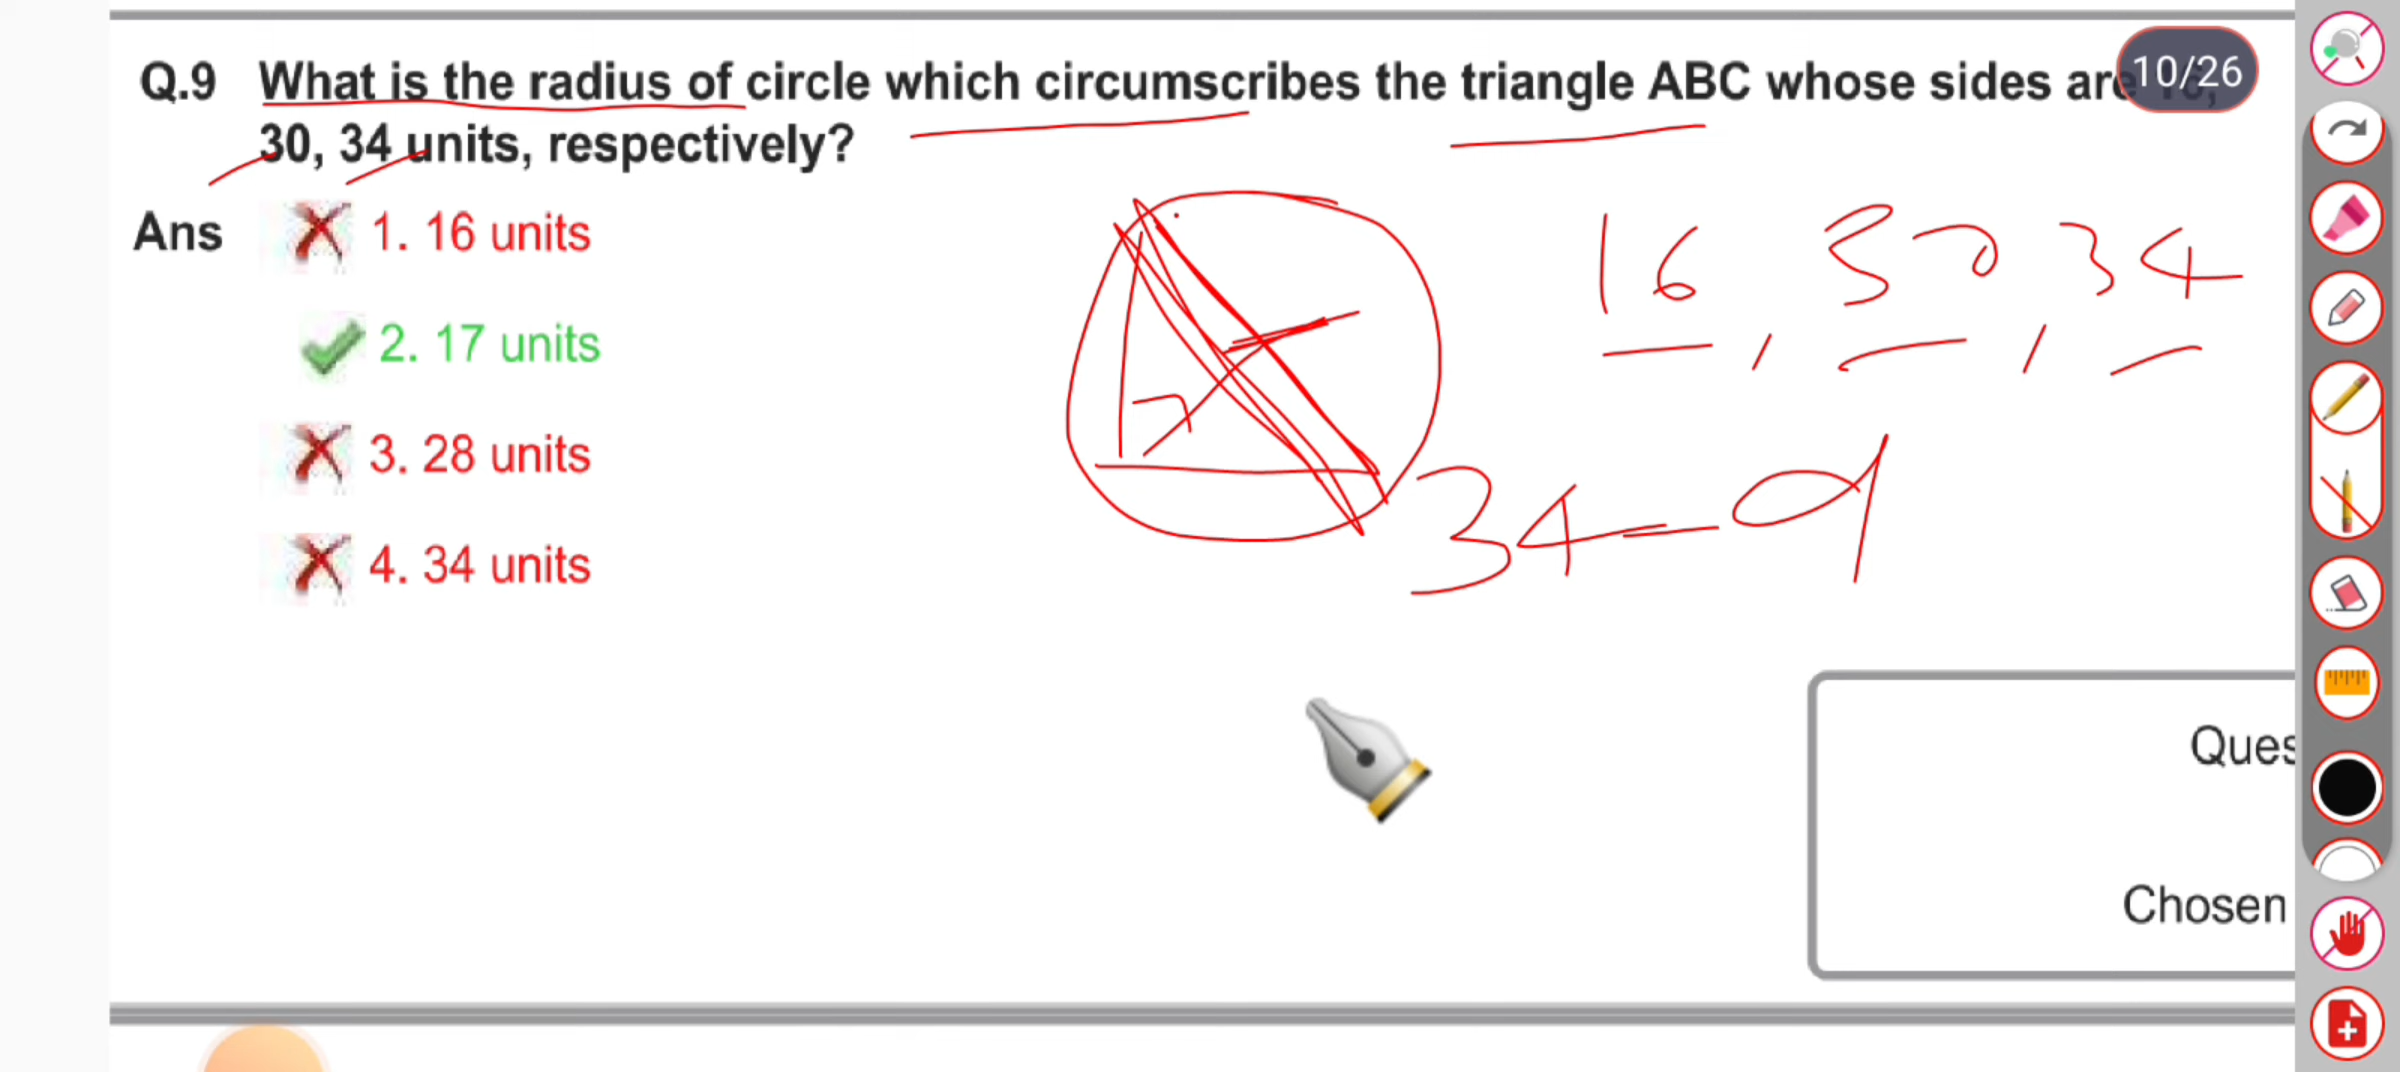 Q.9 What is the radius of circle which circumscribes the triangle ABC whose sides are
10/26
30, 34 units, respectively?
Ans 1. 16 units
2. 17 units
3. 28 units
4. 34 units
16, 30, 34
34 = d
Ques
Chosen